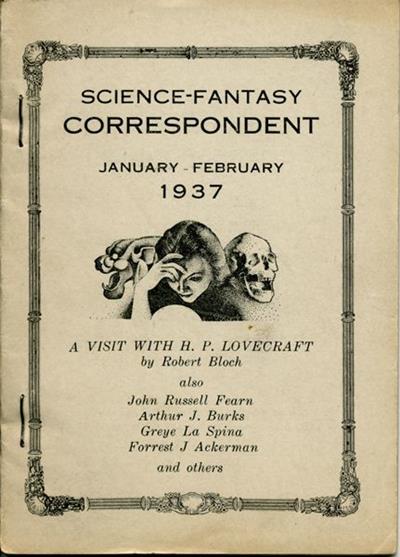 SCIENCE-FANTASY
CORRESPONDENT
JANUARY - FEBRUARY
1937
A VISIT WITH H. P. LOVECRAFT
by Robert Bloch
also
John Russell Fearn
Arthur J. Burks
Greye La Spina
Forrest J Ackerman
and others